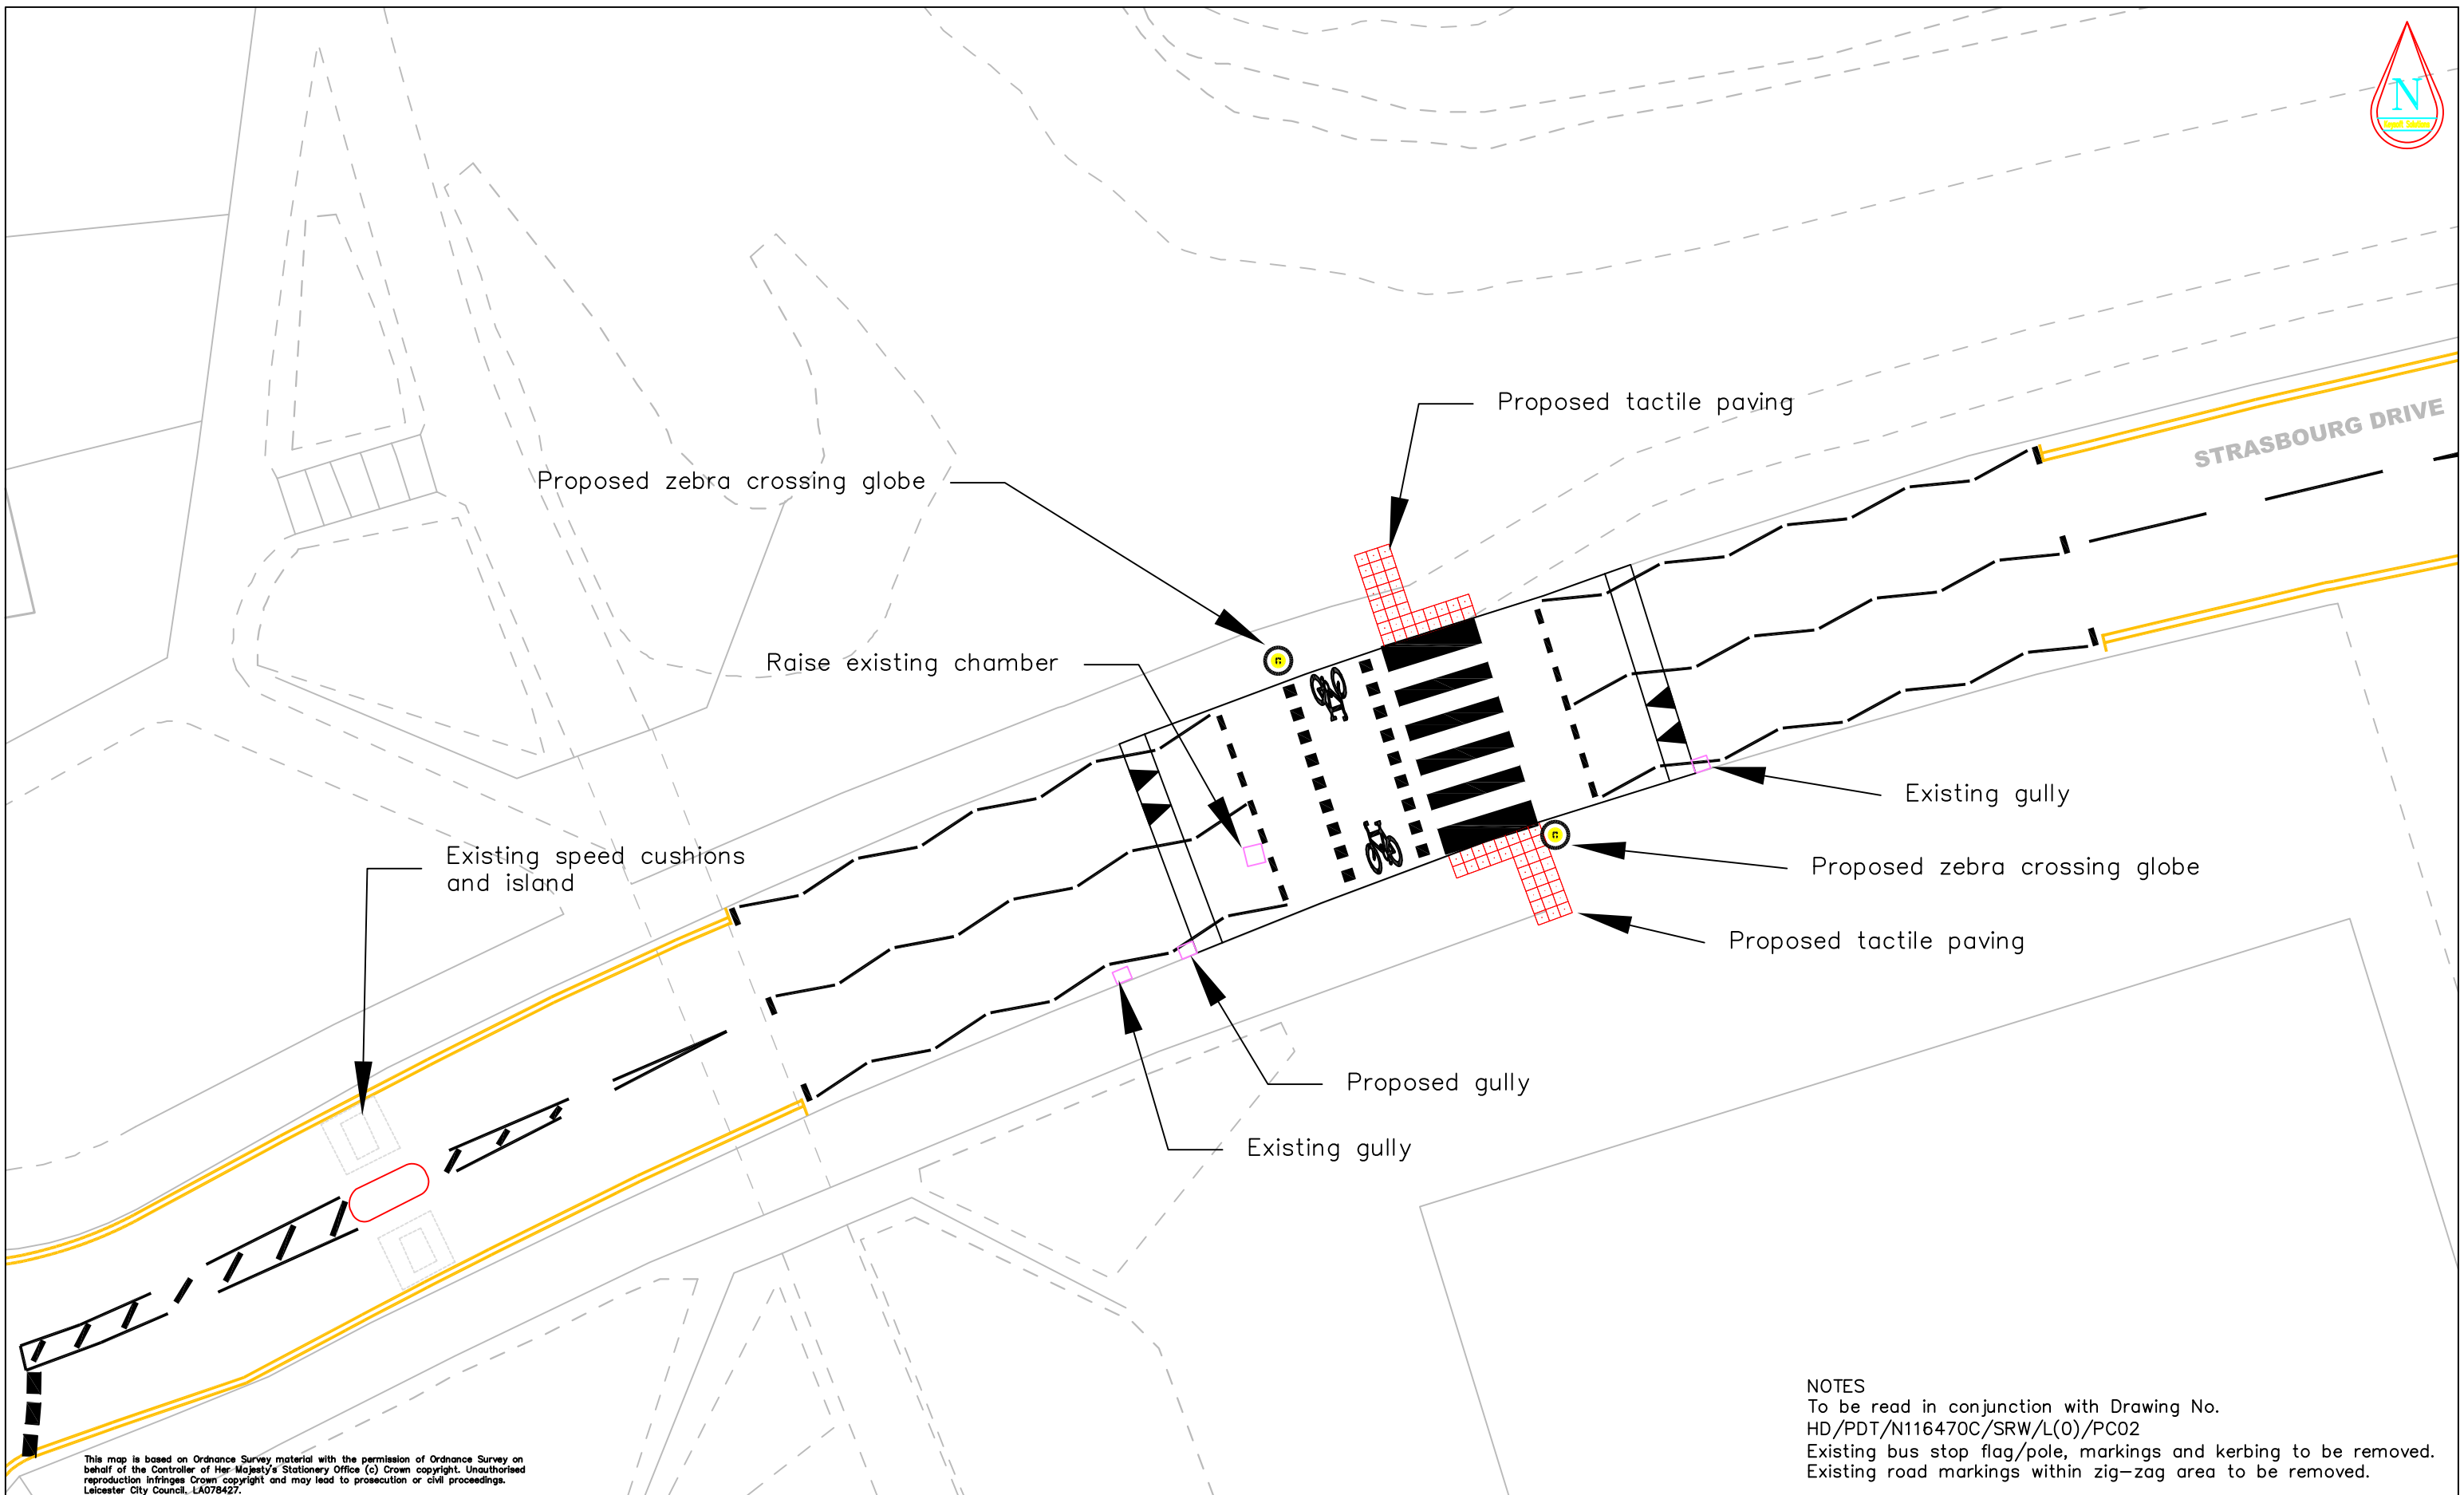 N
Proposed tactile paving
STRASBOURG DRIVE
Proposed zebra crossing globe
Raise existing chamber
Existing gully
Existing speed cushions
and island
Proposed zebra crossing globe
Proposed tactile paving
Proposed gully
Existing gully
NOTES
To be read in conjunction with Drawing No.
HD/PDT/N116470C/SRW/L(0)/PC02
Existing bus stop flag/pole, markings and kerbing to be removed.
Existing road markings within zig-zag area to be removed.
This map is based on Ordnance Survey material with the permission of Ordnance Survey on
behalf of the Controller of Her Majesty's Stationery Office (c) Crown copyright. Unauthorised
reproduction infringes Crown copyright and may lead to prosecution or civil proceedings.
Leicester City Council. LA078427.